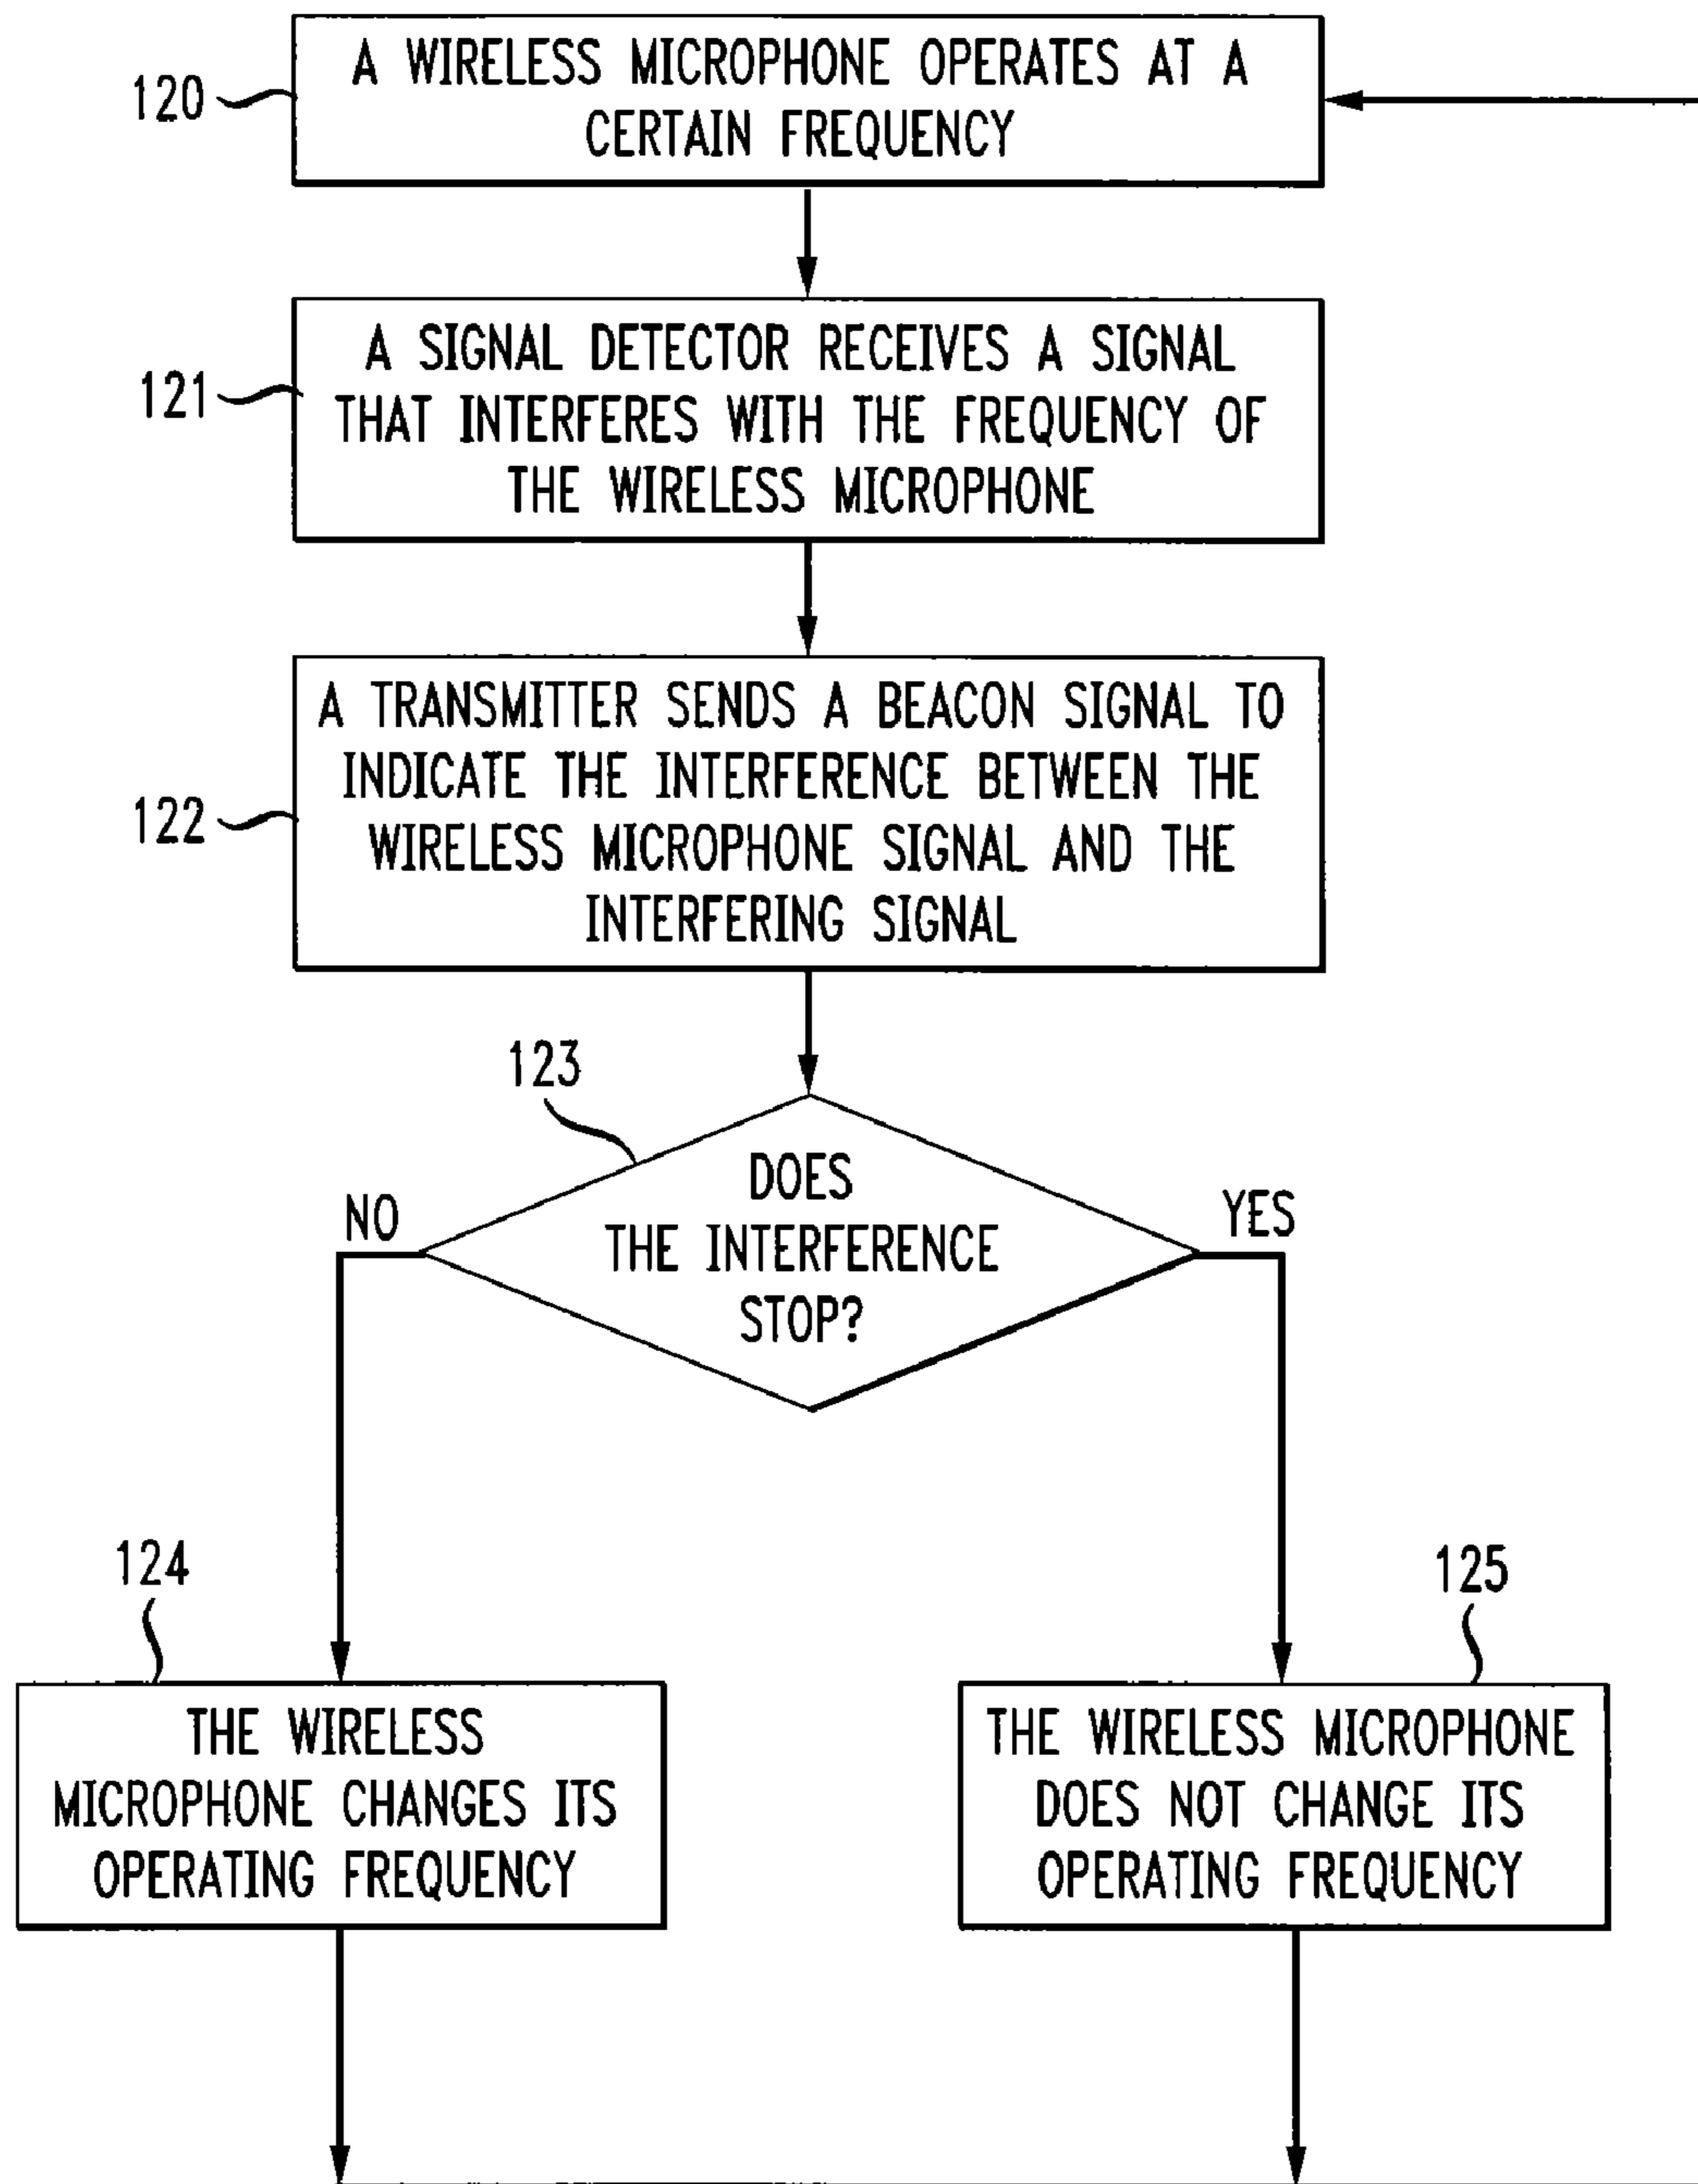 120
A WIRELESS MICROPHONE OPERATES AT A
CERTAIN FREQUENCY
121
A SIGNAL DETECTOR RECEIVES A SIGNAL
THAT INTERFERES WITH THE FREQUENCY OF
THE WIRELESS MICROPHONE
122
A TRANSMITTER SENDS A BEACON SIGNAL TO
INDICATE THE INTERFERENCE BETWEEN THE
WIRELESS MICROPHONE SIGNAL AND THE
INTERFERING SIGNAL
123
DOES
THE INTERFERENCE
STOP?
NO
YES
124
THE WIRELESS
MICROPHONE CHANGES ITS
OPERATING FREQUENCY
125
THE WIRELESS MICROPHONE
DOES NOT CHANGE ITS
OPERATING FREQUENCY